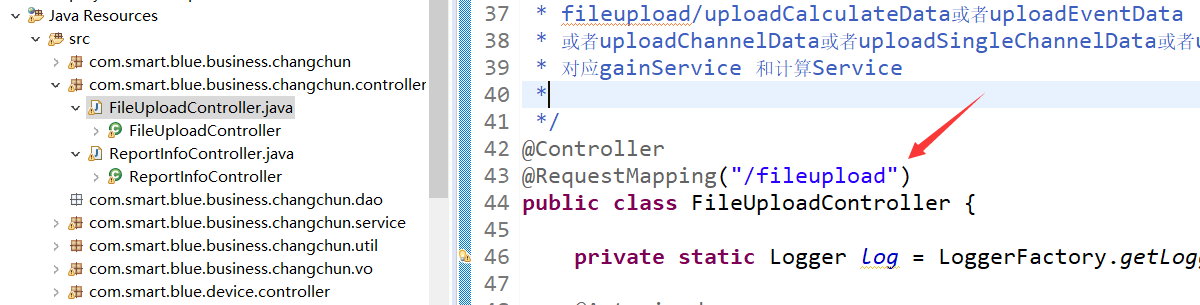 Java Resources
src
com.smart.blue.business.changchun
com.smart.blue.business.changchun.controller
FileUploadController.java
FileUploadController
ReportInfoController.java
ReportInfoController
com.smart.blue.business.changchun.dao
com.smart.blue.business.changchun.service
com.smart.blue.business.changchun.util
com.smart.blue.business.changchun.vo
com.smart.blue.device.controller
37 * fileupload/uploadCalculateData或者uploadEventData
38 * 或者uploadChannelData或者uploadSingleChannelData或者
39 * 对应gainService 和计算Service
40 *
41 */
42 @Controller
43 @RequestMapping("/fileupload")
44 public class FileUploadController {
45
46 private static Logger log = LoggerFactory.getLogg
47